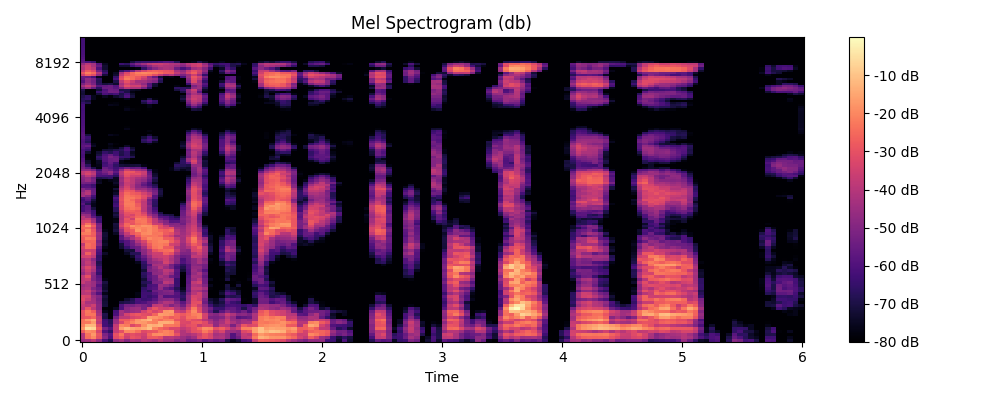 Mel Spectrogram (db)
8192
4096
2048
1024
512
0
Hz
0 1 2 3 4 5 6
Time
-10 dB
-20 dB
-30 dB
-40 dB
-50 dB
-60 dB
-70 dB
-80 dB